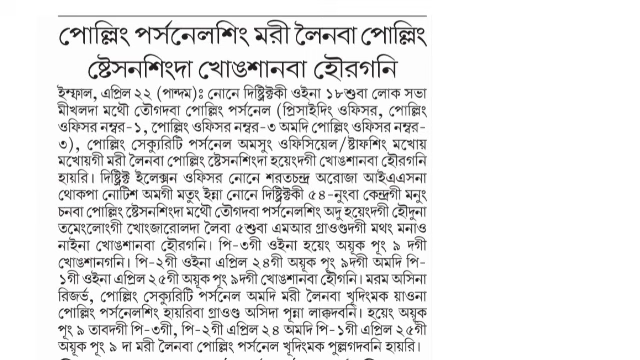 পোল্লিং পর্সনেলশিং মরী লৈনবা পোল্লিং
ষ্টেসনশিংদা খোঙশানবা হৌরগনি
ইম্ফাল, এপ্রিল ২২ (পান্দম)ঃ নোনে দিষ্ট্রিক্টকী ওইনা ১৮শুবা লোক সভা
মীখলদা মথৌ তৌগদবা পোল্লিং পর্সনেল (প্রিসাইদিং ওফিসর, পোল্লিং
ওফিসর নম্বর-১, পোল্লিং ওফিসর নম্বর-৩ অমদি পোল্লিং ওফিসর নম্বর-
৩), পোল্লিং সেক্যুরিটি পর্সনেল অমসুং ওফিসিয়েল/ষ্টাফশিং মখোয়
মখোয়গী মরী লৈনবা পোল্লিং ষ্টেসনশিংদা হয়েংদগী খোঙশানবা হৌরগনি
হায়রি। দিষ্ট্রিক্ট ইলেক্সন ওফিসর নোনে শরতচন্দ্র অরোজা আইএএসনা
থোকপা নোটিশ অমগী মতুং ইন্না নোনে দিষ্ট্রিক্টকী ৫৪-নুংবা কেন্দ্রগী মনুং
চনবা পোল্লিং ষ্টেসনশিংদা মথৌ তৌগদবা পর্সনেলশিং অদু হয়েংদগী হৌদুনা
তমেংলোংগী খোংজারোলদা লৈবা ৫শুবা এমআর গ্রাওণ্ডদগী মথং মনাও
নাইনা খোঙশানবা হৌরগনি। পি-৩গী ওইনা হয়েং অয়ূক পূং ৯ দগী
খোঙশানগনি। পি-২গী ওইনা এপ্রিল ২৪গী অয়ূক পূং ৯দগী অমদি পি-
১গী ওইনা এপ্রিল ২৫গী অয়ূক পূং ৯দগী খোঙশানবা হৌগনি। মরম অসিনা
রিজর্ভ, পোল্লিং সেক্যুরিটি পর্সনেল অমদি মরী লৈনবা খূদিংমক য়াওনা
পোল্লিং পর্সনেলশিং হায়রিবা গ্রাওণ্ড অসিদা পূন্না লাক্কদবনি। হয়েং অয়ূক
পূং ৯ তাবদগী পি-৩গী, পি-২গী এপ্রিল ২৪ অমদি পি-১গী এপ্রিল ২৫গী
অয়ূক পূং ৯ দা মরী লৈনবা পোল্লিং পর্সনেল খূদিংমক পুল্লগদবনি হায়রি।